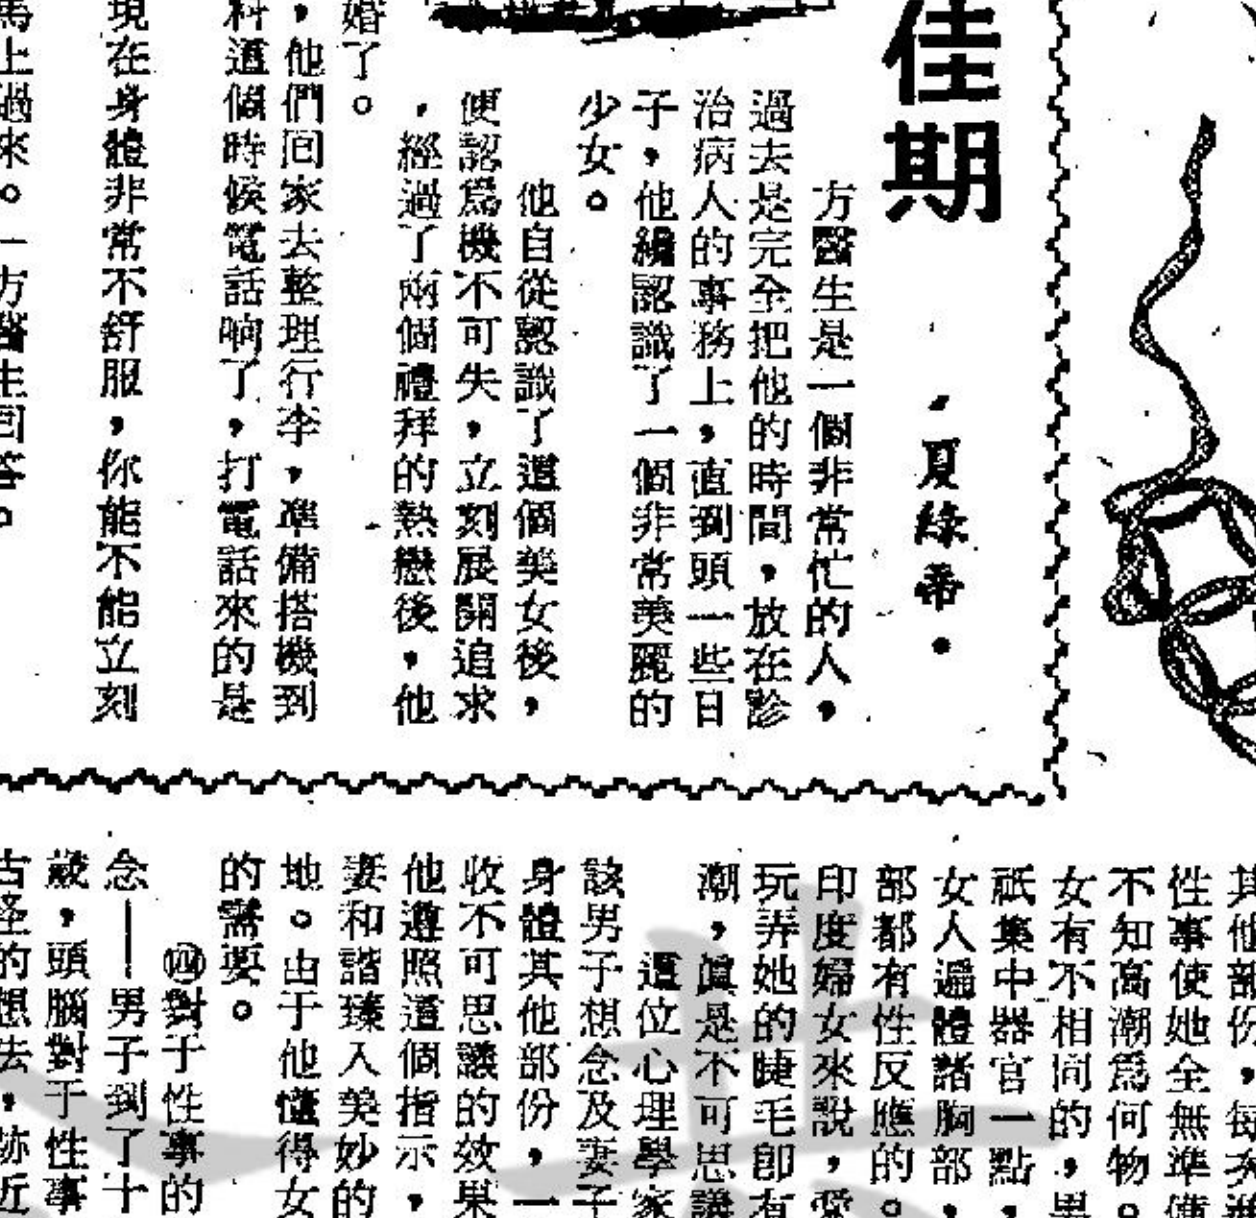 佳期
夏綠蒂
方醫生是一個非常忙的人，
過去是完全把他的時間，放在診
治病人的事務上，直到頭一些日
子，他纔認識了一個非常美麗的
少女。
他自從認識了這個美女後，
便認爲機不可失，立刻展開追求
，經過了兩個禮拜的熱戀後，他
婚了。
，他們回家去整理行李，準備搭機到
料這個時候電話响了，打電話來的是
現在身體非常不舒服，你能不能立刻
馬上過來。一方醫生回答。
其他部份，每
性事使她全無準備
不知高潮爲何物。
女有不相同的，男
祇集中器官一點，
女人遍體諸胸部，
部都有性反應的。
印度婦女來說，愛
玩弄她的睫毛卽有
潮，眞是不可思議
這位心理學家
該男子想念及妻子
身體其他部份，一
收不可思議的效果
他遵照這個指示，
妻和諧臻入美妙的
地。由于他懂得女
的需要。
㈣對于性事的
念——男子到了十
歲，頭腦對于性事
古怪的想法，跡近